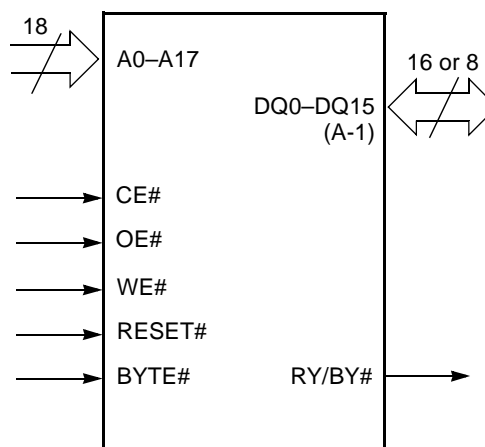 18
A0–A17
16 or 8
DQ0–DQ15
(A-1)
CE#
OE#
WE#
RESET#
BYTE#
RY/BY#